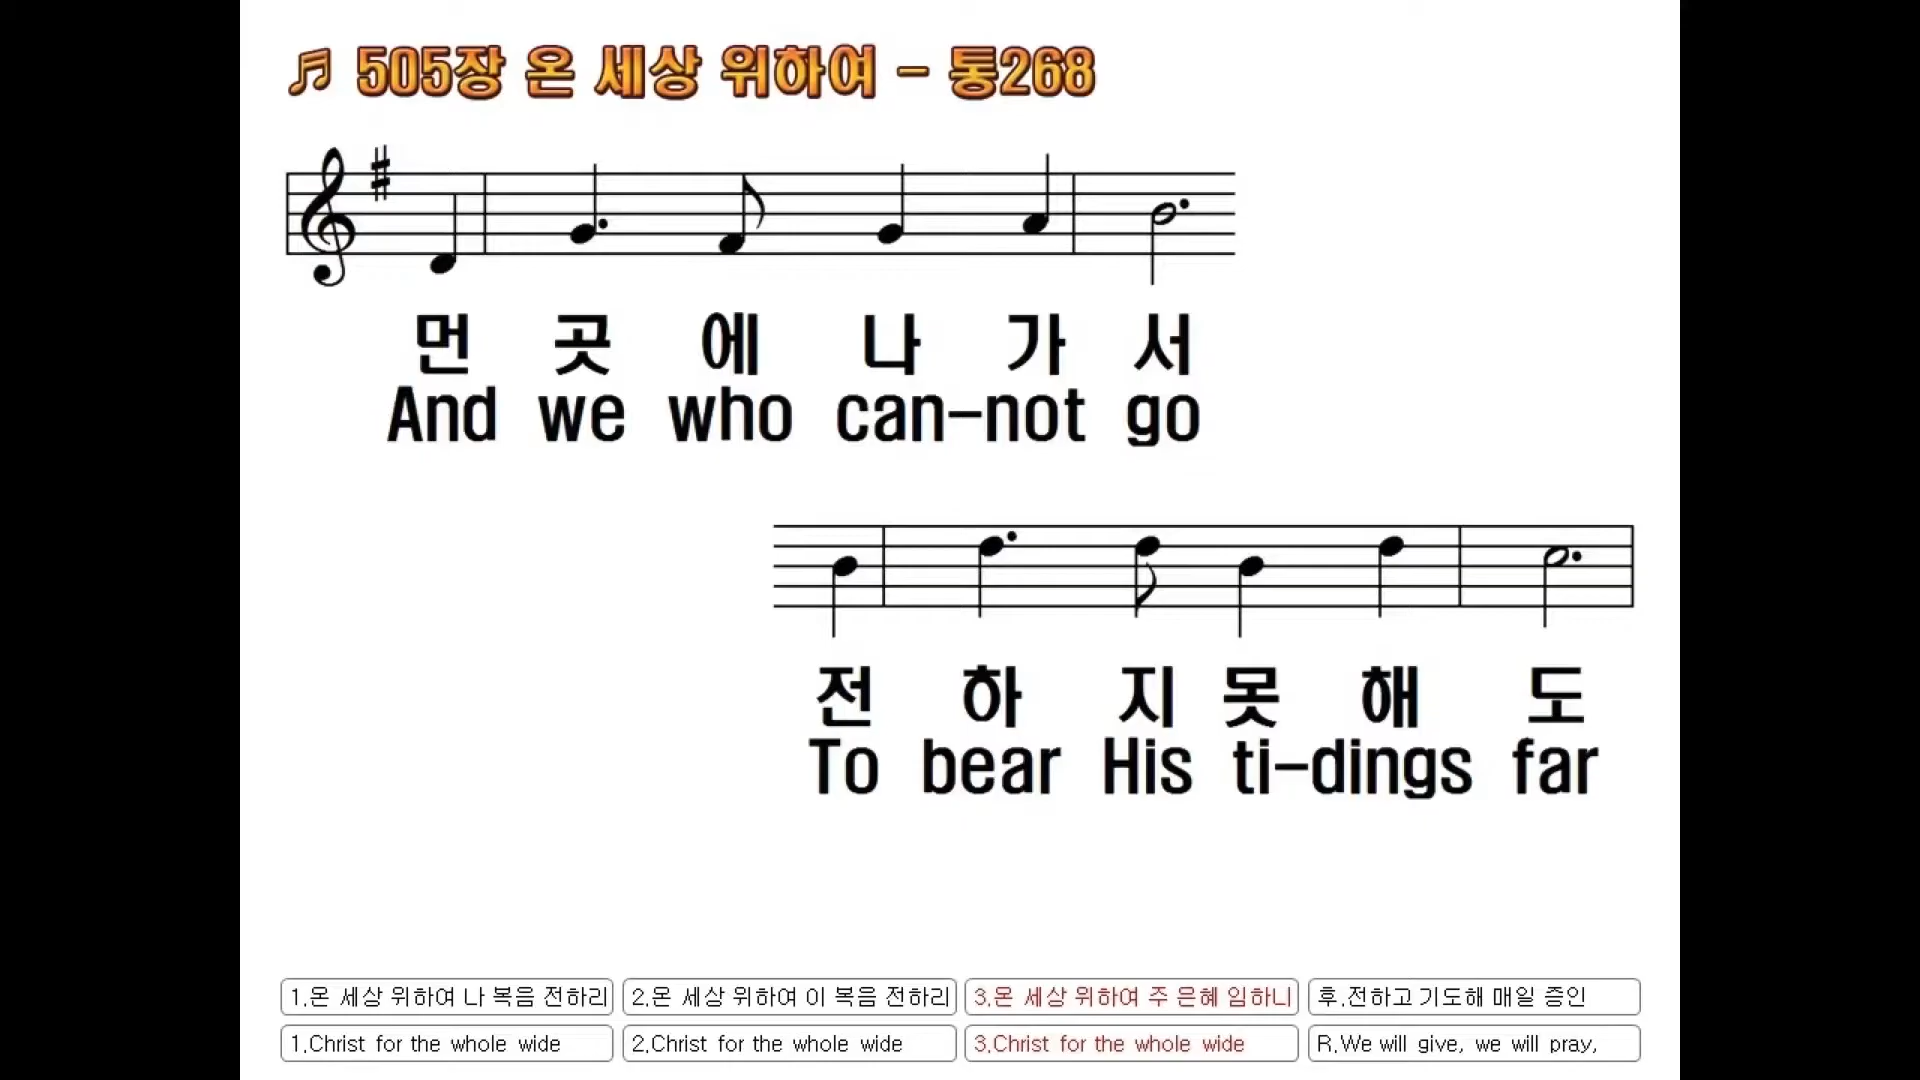 ♬ 505장 온 세상 위하여 - 통268
먼 곳 에 나 가 서
And we who can-not go
전 하 지 못 해 도
To bear His ti-dings far
1.온 세상 위하여 나 복음 전하리
2.온 세상 위하여 이 복음 전하리
3.온 세상 위하여 주 은혜 임하니
후.전하고 기도해 매일 증인
1.Christ for the whole wide
2.Christ for the whole wide
3.Christ for the whole wide
R.We will give, we will pray,